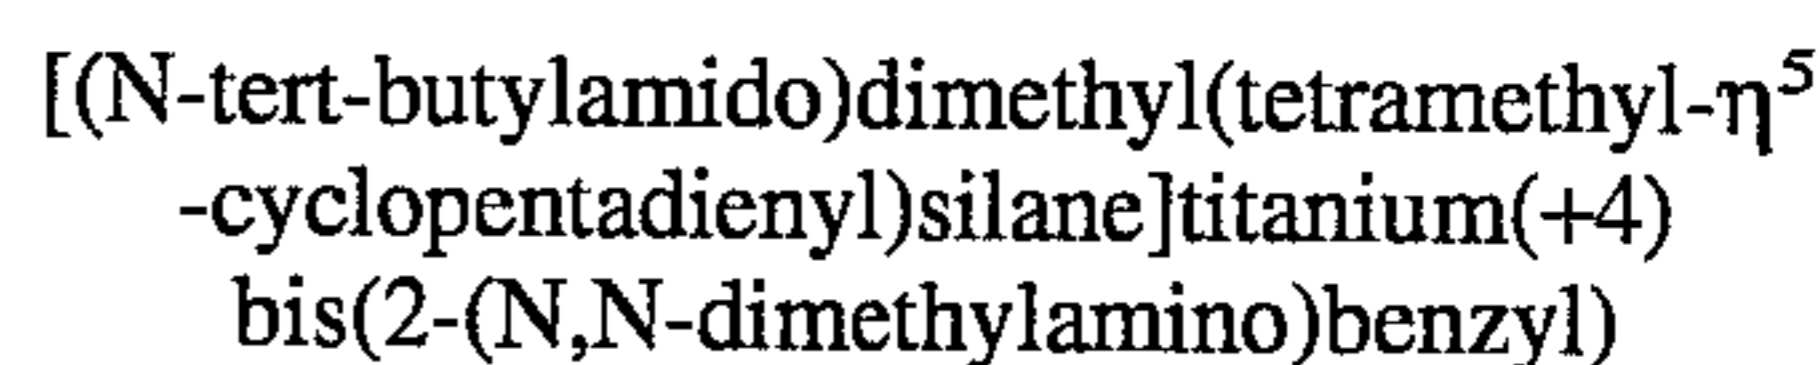 [(N-tert-butylamido)dimethyl(tetramethyl-η⁵
-cyclopentadienyl)silane]titanium(+4)
bis(2-(N,N-dimethylamino)benzyl)